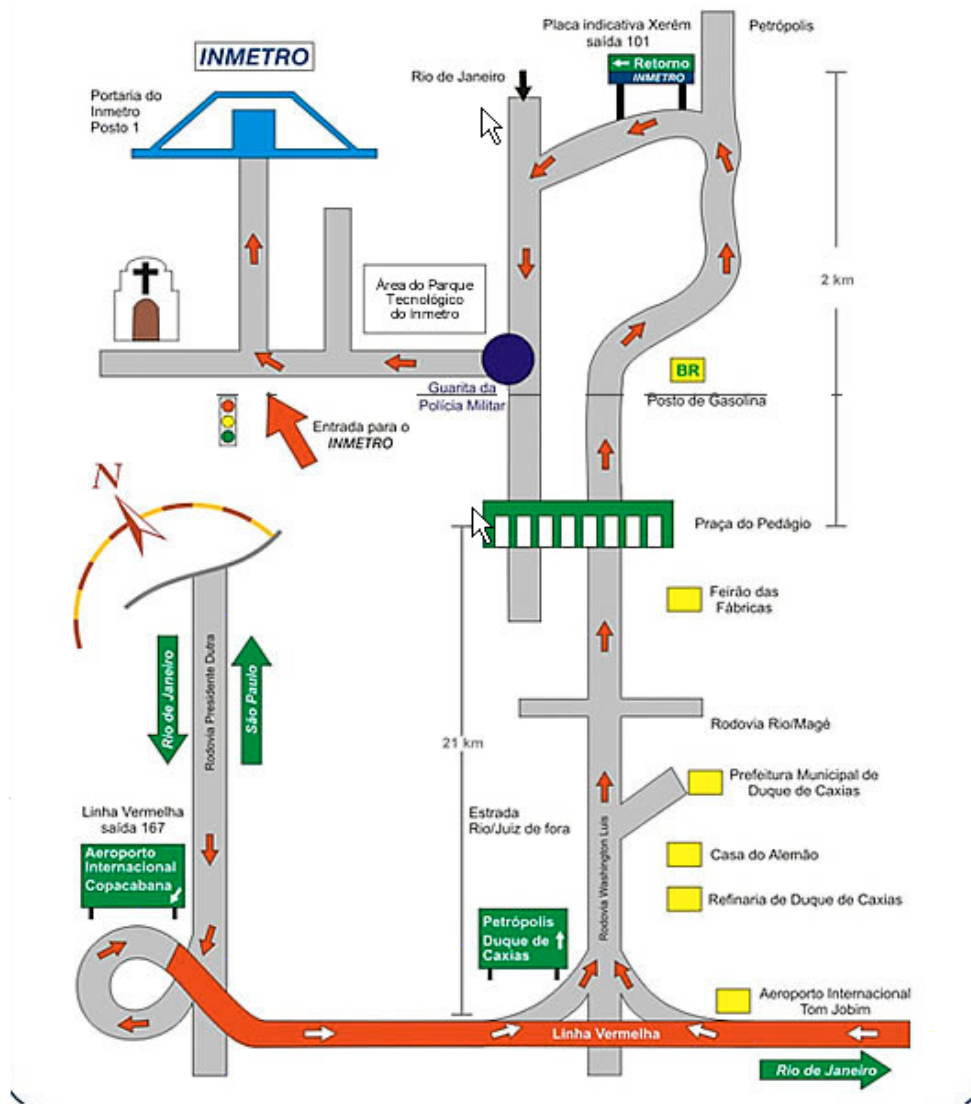 INMETRO
Portaria do
Inmetro
Posto 1
Rio de Janeiro
Placa indicativa Xerém
saída 101
Retorno
INMETRO
Petrópolis
2 km
Área do Parque
Tecnológico
do Inmetro
Guarita da
Polícia Militar
BR
Posto de Gasolina
Entrada para o
INMETRO
N
Praça do Pedágio
Feirão das
Fábricas
Rio de Janeiro
Rodovia Presidente Dutra
São Paulo
21 km
Rodovia Rio/Magé
Prefeitura Municipal de
Duque de Caxias
Linha Vermelha
saída 167
Aeroporto
Internacional
Copacabana
Estrada
Rio/Juiz de fora
Rodovia Washington Luis
Casa do Alemão
Refinaria de Duque de Caxias
Petrópolis
Duque de
Caxias
Aeroporto Internacional
Tom Jobim
Linha Vermelha
Rio de Janeiro